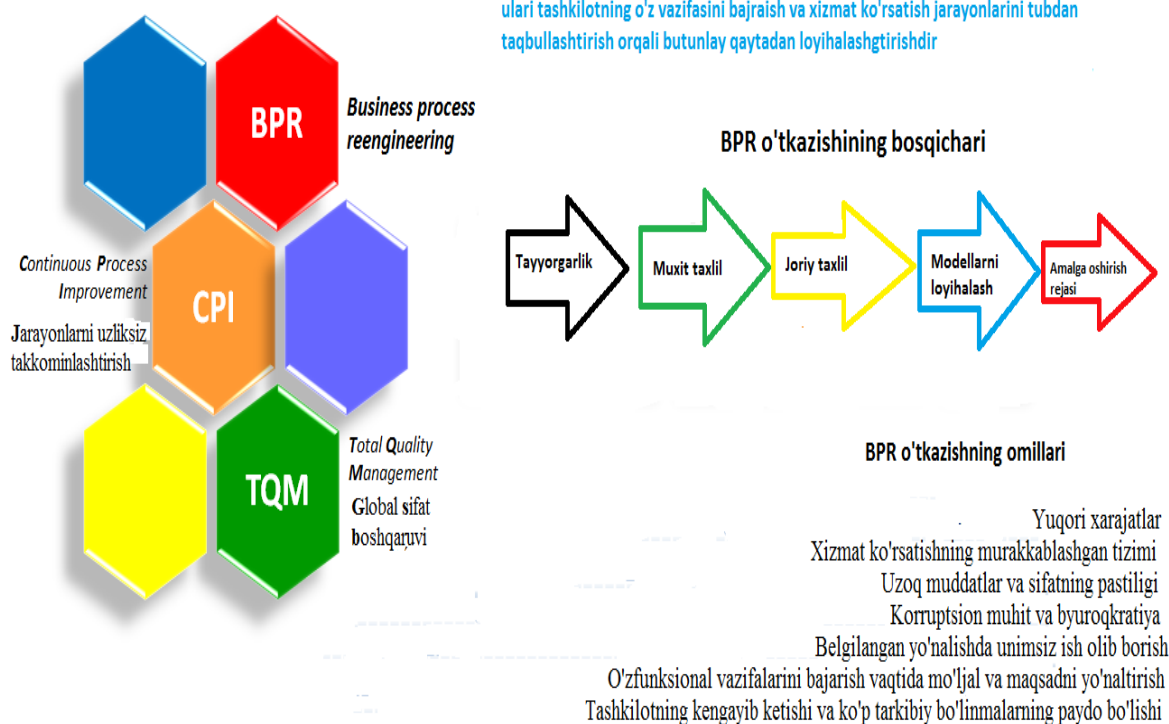 ulari tashkilotning o'z vazifasini bajraish va xizmat ko'rsatish jarayonlarini tubdan
taqbullashtirish orqali butunlay qaytadan loyihalashgtirishdir
BPR
Business process
reengineering
Continuous Process
Improvement
Jarayonlarni uzliksiz
takkominlashtirish
CPI
TQM
Total Quality
Management
Global sifat
boshqaruvi
BPR o'tkazishining bosqichari
Tayyorgarlik
Muxit taxlil
Joriy taxlil
Modellarni
loyihalash
Amalga oshirish
rejasi
BPR o'tkazishning omillari
Yuqori xarajatlar
Xizmat ko'rsatishning murakkablashgan tizimi
Uzoq muddatlar va sifatning pastiligi
Korruptsion muhit va byuroqkratiya
Belgilangan yo'nalishda unimsiz ish olib borish
O'zfunksional vazifalarini bajarish vaqtida mo'ljal va maqsadni yo'naltirish
Tashkilotning kengayib ketishi va ko'p tarkibiy bo'linmalarning paydo bo'lishi